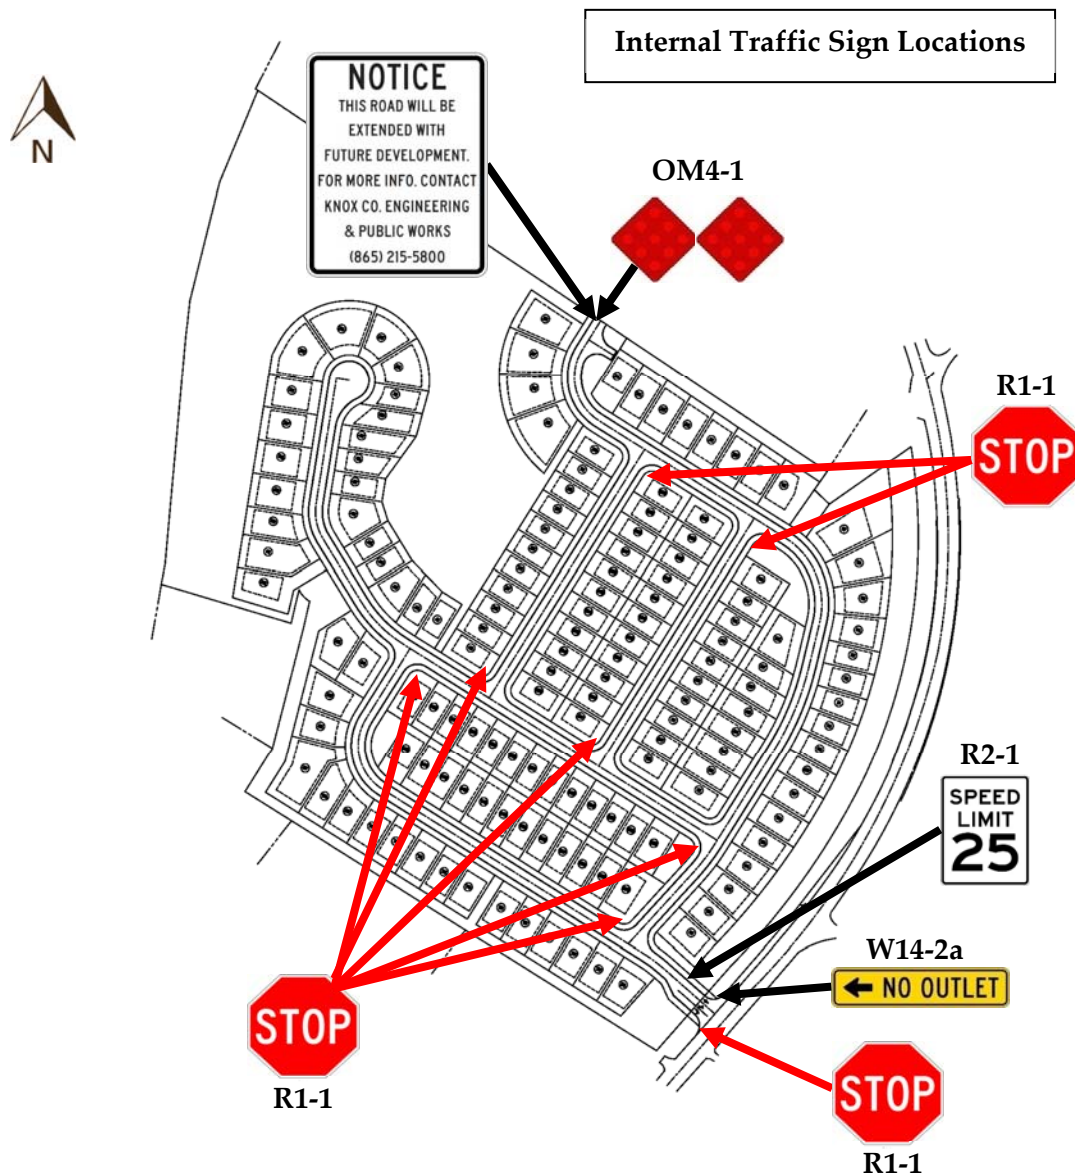 Internal Traffic Sign Locations
N
NOTICE
THIS ROAD WILL BE
EXTENDED WITH
FUTURE DEVELOPMENT.
FOR MORE INFO. CONTACT
KNOX CO. ENGINEERING
& PUBLIC WORKS
(865) 215-5800
OM4-1
R1-1
STOP
R2-1
SPEED
LIMIT
25
W14-2a
NO OUTLET
STOP
R1-1
STOP
R1-1